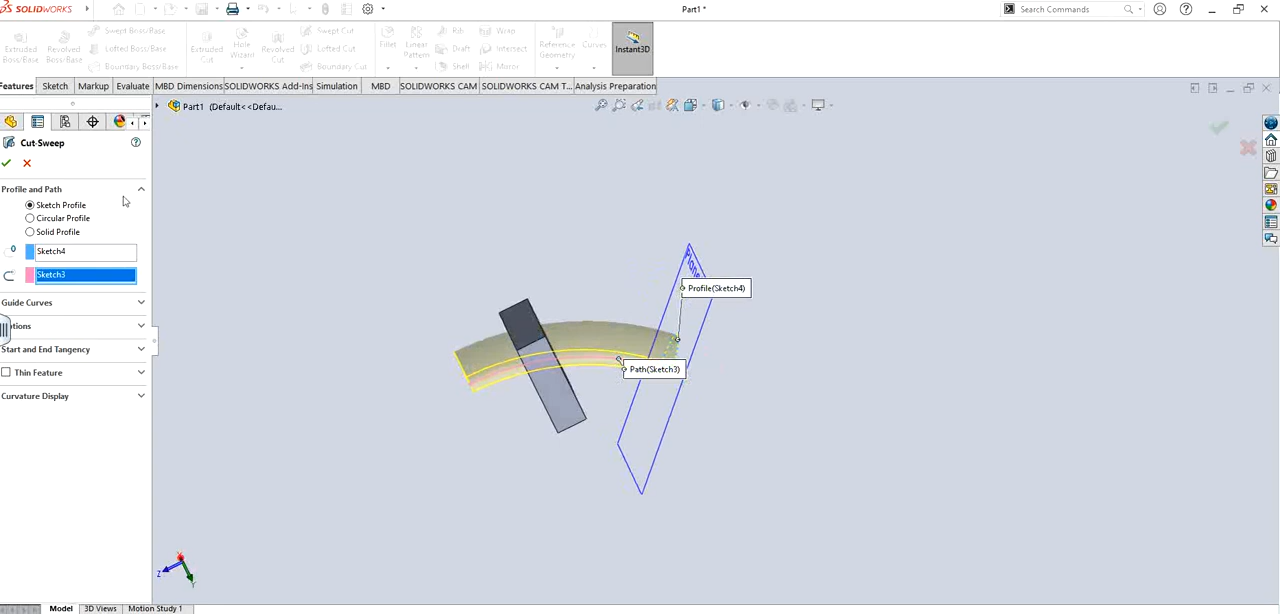 SOLIDWORKS
Part1 *
Search Commands
Extruded Boss/Base
Revolved Boss/Base
Swept Boss/Base
Lofted Boss/Base
Boundary Boss/Base
Extruded Cut
Hole Wizard
Revolved Cut
Swept Cut
Lofted Cut
Boundary Cut
Fillet
Linear Pattern
Rib
Draft
Shell
Wrap
Intersect
Mirror
Reference Geometry
Curves
Instant3D
Features Sketch Markup Evaluate MBD Dimensions SOLIDWORKS Add-Ins Simulation MBD SOLIDWORKS CAM SOLIDWORKS CAM T... Analysis Preparation
Part1 (Default<<Defau...
Cut-Sweep
Profile and Path
Sketch Profile
Circular Profile
Solid Profile
Sketch4
Sketch3
Guide Curves
tions
Start and End Tangency
Thin Feature
Curvature Display
Profile(Sketch4)
Path(Sketch3)
Z
Y
Model 3D Views Motion Study 1